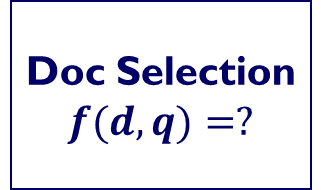 Doc Selection
f(d,q) =?